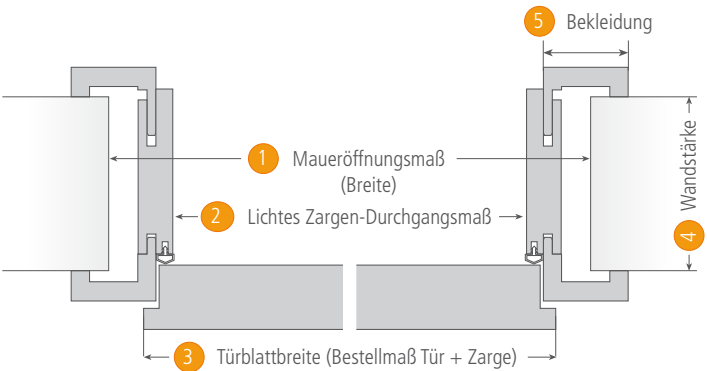 5 Bekleidung
1 Maueröffnungsmaß
(Breite)
2 Lichtes Zargen-Durchgangsmaß
4 Wandstärke
3 Türblattbreite (Bestellmaß Tür + Zarge)